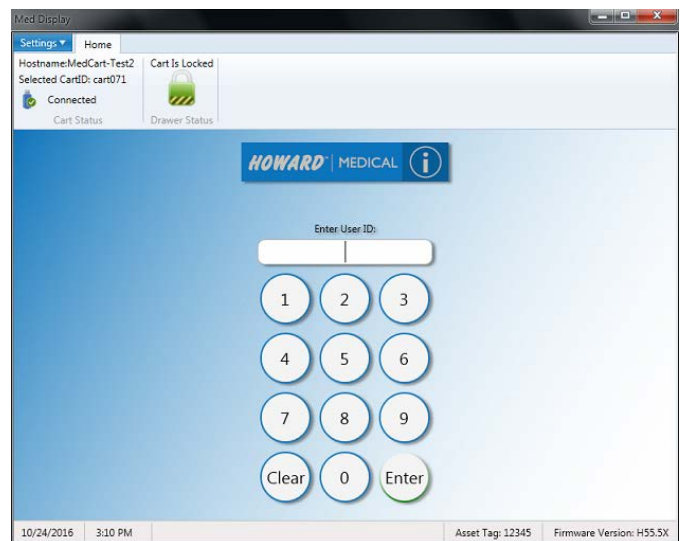 Med Display
Settings Home
Hostname:MedCart-Test2
Selected CartID: cart071
Connected
Cart Status
Cart Is Locked
Drawer Status
HOWARD | MEDICAL i
Enter User ID:
1 2 3
4 5 6
7 8 9
Clear 0 Enter
10/24/2016 3:10 PM Asset Tag: 12345 Firmware Version: H55.5X